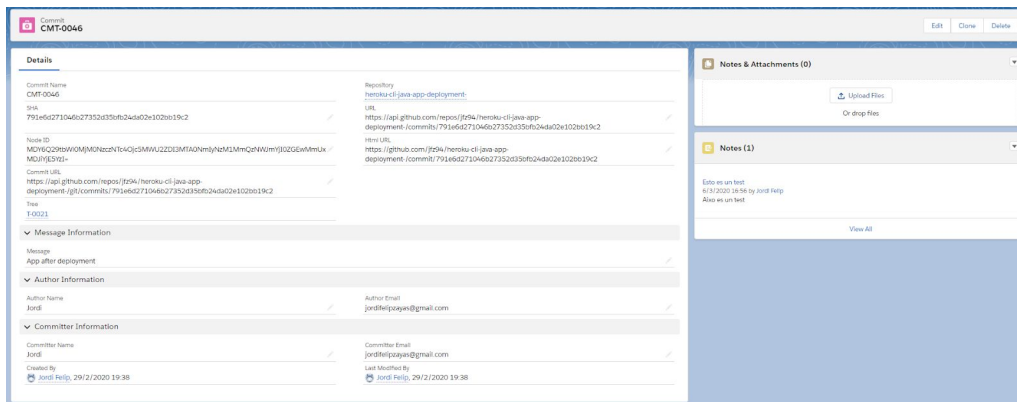 Commit
CMT-0046
Edit
Clone
Delete
Details
Commit Name
CMT-0046
Repository
heroku-cli-java-app-deployment-
SHA
791e6d271046b27352d35bfb24da02e102bb19c2
URL
https://api.github.com/repos/jfz94/heroku-cli-java-app-
deployment-/commits/791e6d271046b27352d35bfb24da02e102bb19c2
Node ID
Html URL
https://github.com/jfz94/heroku-cli-java-app-
deployment-/commit/791e6d271046b27352d35bfb24da02e102bb19c2
Commit URL
https://api.github.com/repos/jfz94/heroku-cli-java-app-
deployment-/git/commits/791e6d271046b27352d35bfb24da02e102bb19c2
Tree
T-0021
Message Information
Message
App after deployment
Author Information
Author Name
Jordi
Author Email
jordifelipzayas@gmail.com
Committer Information
Committer Name
Jordi
Committer Email
jordifelipzayas@gmail.com
Created By
Jordi Felip, 29/2/2020 19:38
Last Modified By
Jordi Felip, 29/2/2020 19:38
Notes & Attachments (0)
Upload Files
Or drop files
Notes (1)
Esto es un test
6/3/2020 16:56 by Jordi Felip
Aixo es un test
View All